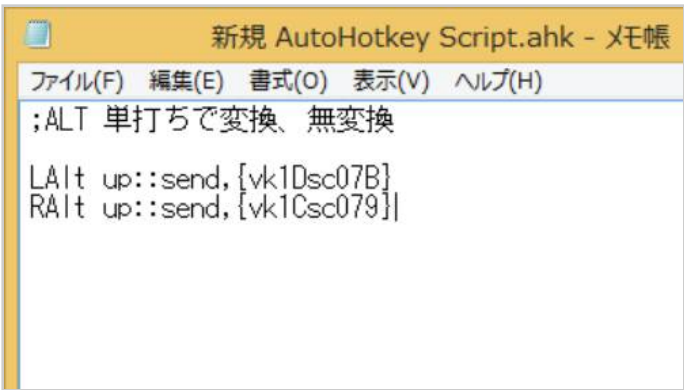 新規 AutoHotkey Script.ahk - メモ帳
ファイル(F) 編集(E) 書式(O) 表示(V) ヘルプ(H)
;ALT 単打ちで変換、無変換
LAlt up::send,{vk1Dsc07B}
RAlt up::send,{vk1Csc079}